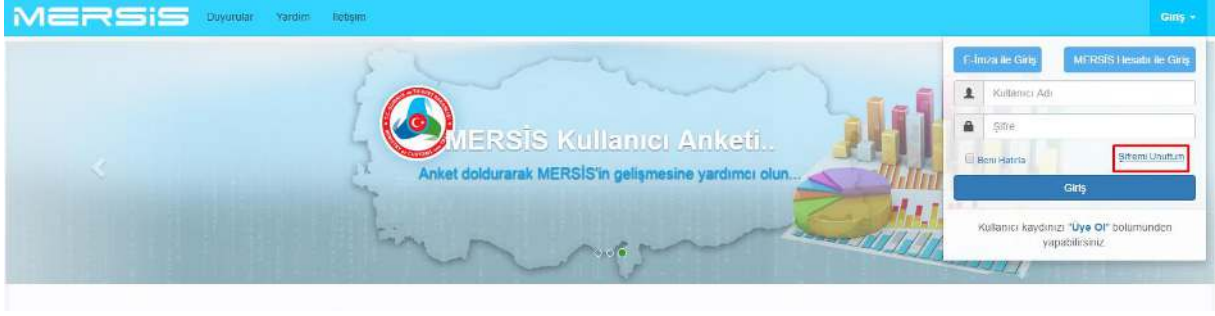 MERSiS Duyurular Yardım İletişim Giriş
E-İmza ile Giriş MERSİS Hesabı ile Giriş
Kullanıcı Adı
Şifre
MERSİS Kullanıcı Anketi..
Beni Hatırla Şifremi Unuttum
Anket doldurarak MERSİS'in gelişmesine yardımcı olun...
Giriş
Kullanıcı kaydınızı "Üye Ol" bölümünden
yapabilirsiniz